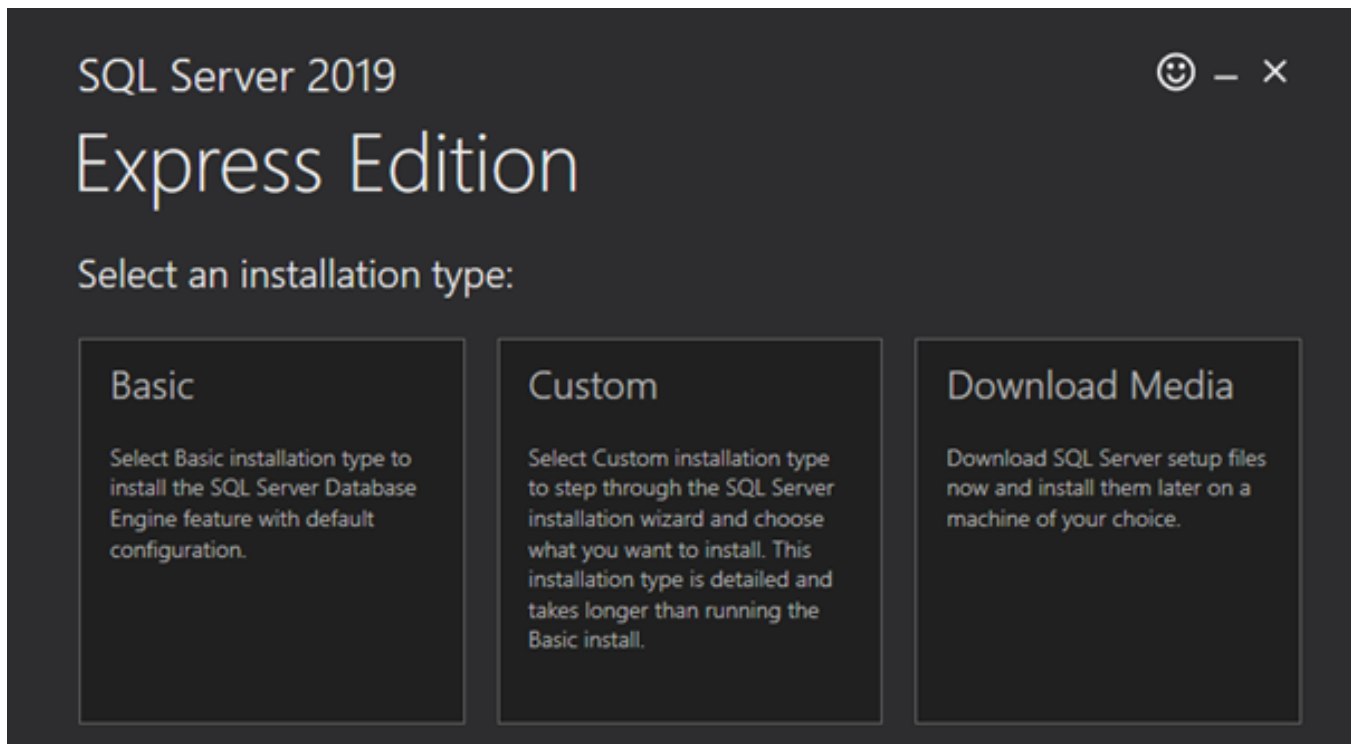 SQL Server 2019
Express Edition
Select an installation type:
Basic
Select Basic installation type to
install the SQL Server Database
Engine feature with default
configuration.
Custom
Select Custom installation type
to step through the SQL Server
installation wizard and choose
what you want to install. This
installation type is detailed and
takes longer than running the
Basic install.
Download Media
Download SQL Server setup files
now and install them later on a
machine of your choice.